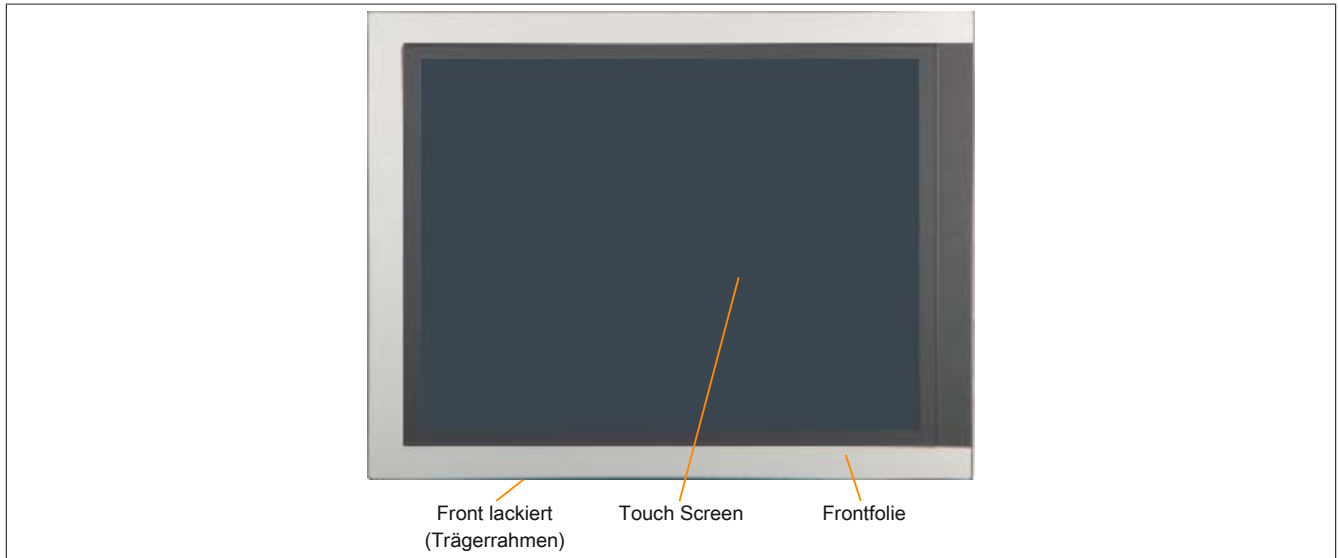 Front lackiert
(Trägerrahmen)
Touch Screen
Frontfolie